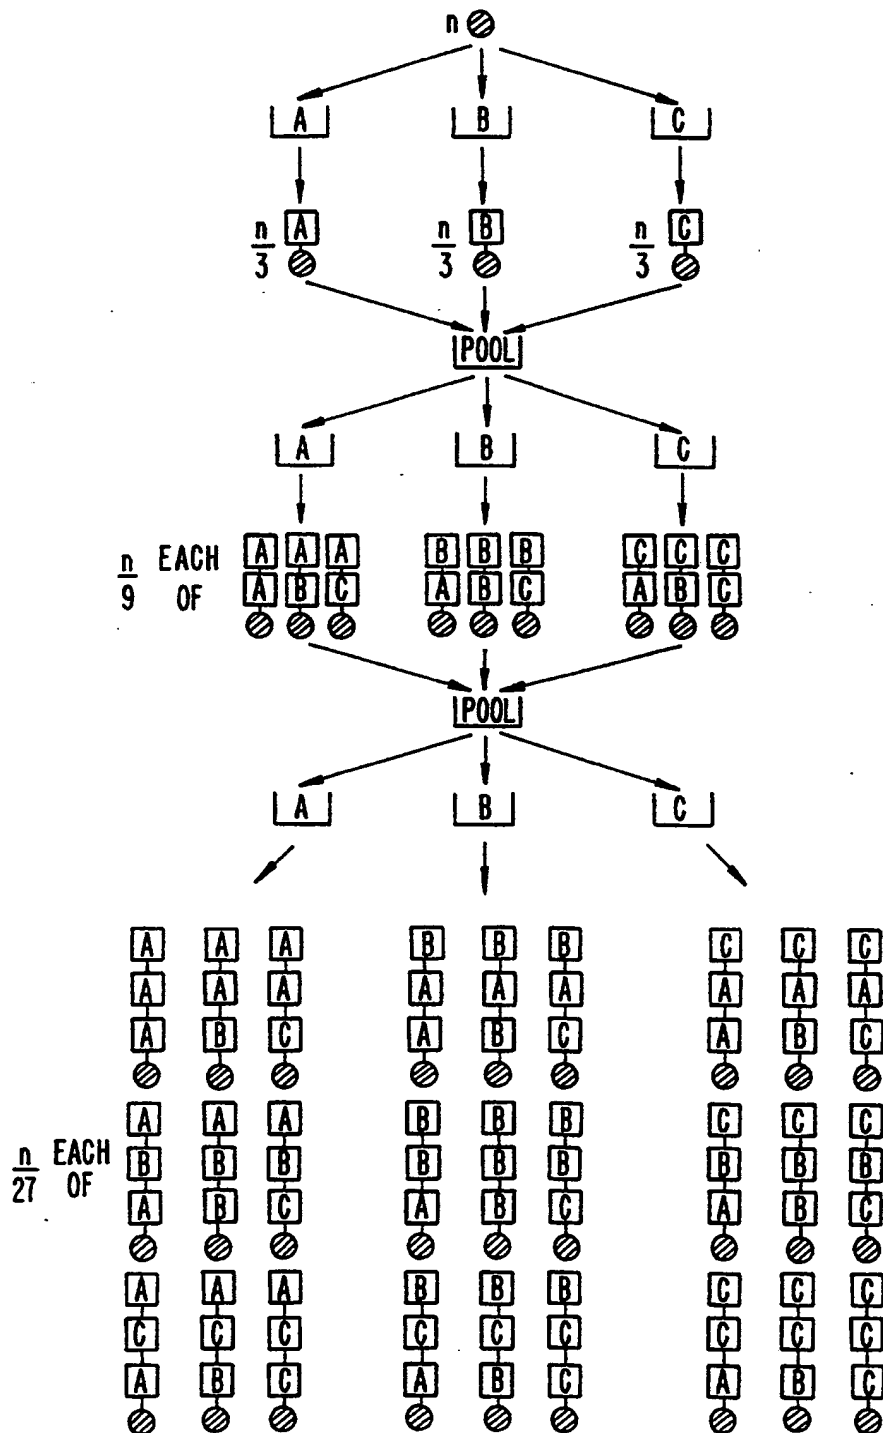 n
A B C
n/3 A n/3 B n/3 C
POOL
A B C
A A A B B B C C C
n/9 EACH OF
A B C A B C A B C
POOL
A B C
A A A B B B C C C
A A A A A A A A A
A B C A B C A B C
A A A B B B C C C
n/27 EACH OF
B B B B B B B B B
A B C A B C A B C
A A A B B B C C C
C C C C C C C C C
A B C A B C A B C